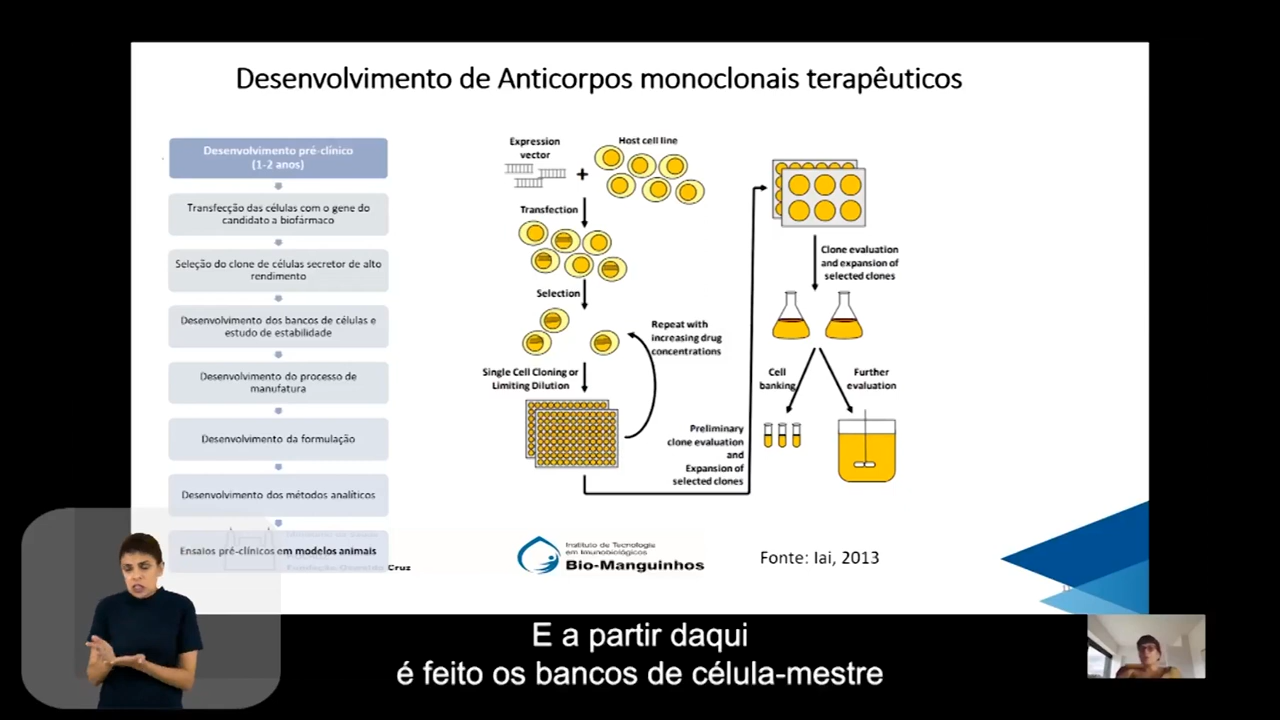 Desenvolvimento de Anticorpos monoclonais terapêuticos
Desenvolvimento pré-clínico
(1-2 anos)
Transfecção das células com o gene do
candidato a biofármaco
Seleção do clone de células secretor de alto
rendimento
Desenvolvimento dos bancos de células e
estudo de estabilidade
Desenvolvimento do processo de
manufatura
Desenvolvimento da formulação
Desenvolvimento dos métodos analíticos
Ensaios pré-clínicos em modelos animais
Cruz
Expression
vector
Host cell line
Transfection
Selection
Repeat with
increasing drug
concentrations
Single Cell Cloning or
Limiting Dilution
Preliminary
clone evaluation
and
Expansion of
selected clones
Clone evaluation
and expansion of
selected clones
Cell
banking
Further
evaluation
Instituto de Tecnologia
em Imunobiológicos
Bio-Manguinhos
Fonte: Iai, 2013
E a partir daqui
é feito os bancos de célula-mestre